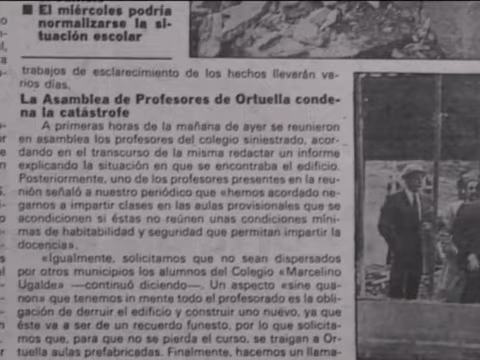 ■ El miércoles podría
normalizarse la si-
tuación escolar
trabajos de esclarecimiento de los hechos llevarán va-
rios días.
La Asamblea de Profesores de Ortuella conde-
na la catástrofe
A primeras horas de la mañana de ayer se reunieron
en asamblea los profesores del colegio siniestrado, acor-
dando en el transcurso de la misma redactar un informe
explicando la situación en que se encontraba el edificio.
Posteriormente, uno de los profesores presentes en la reu-
nión señaló a nuestro periódico que «hemos acordado ne-
garnos a impartir clases en las aulas provisionales que se
acondicionen si éstas no reúnen unas condiciones míni-
mas de habitabilidad y seguridad que permitan impartir la
docencia».
«Igualmente, solicitamos que no sean dispersados
por otros municipios los alumnos del Colegio «Marcelino
Ugalde» —continuó diciendo—. Un aspecto «sine qua-
non» que tenemos in mente todo el profesorado es la obli-
gación de derruir el edificio y construir uno nuevo, ya que
éste va a ser de un recuerdo funesto, por lo que solicita-
mos que, para que no se pierda el curso, se traigan a Or-
tuella aulas prefabricadas. Finalmente, hacemos un llama-